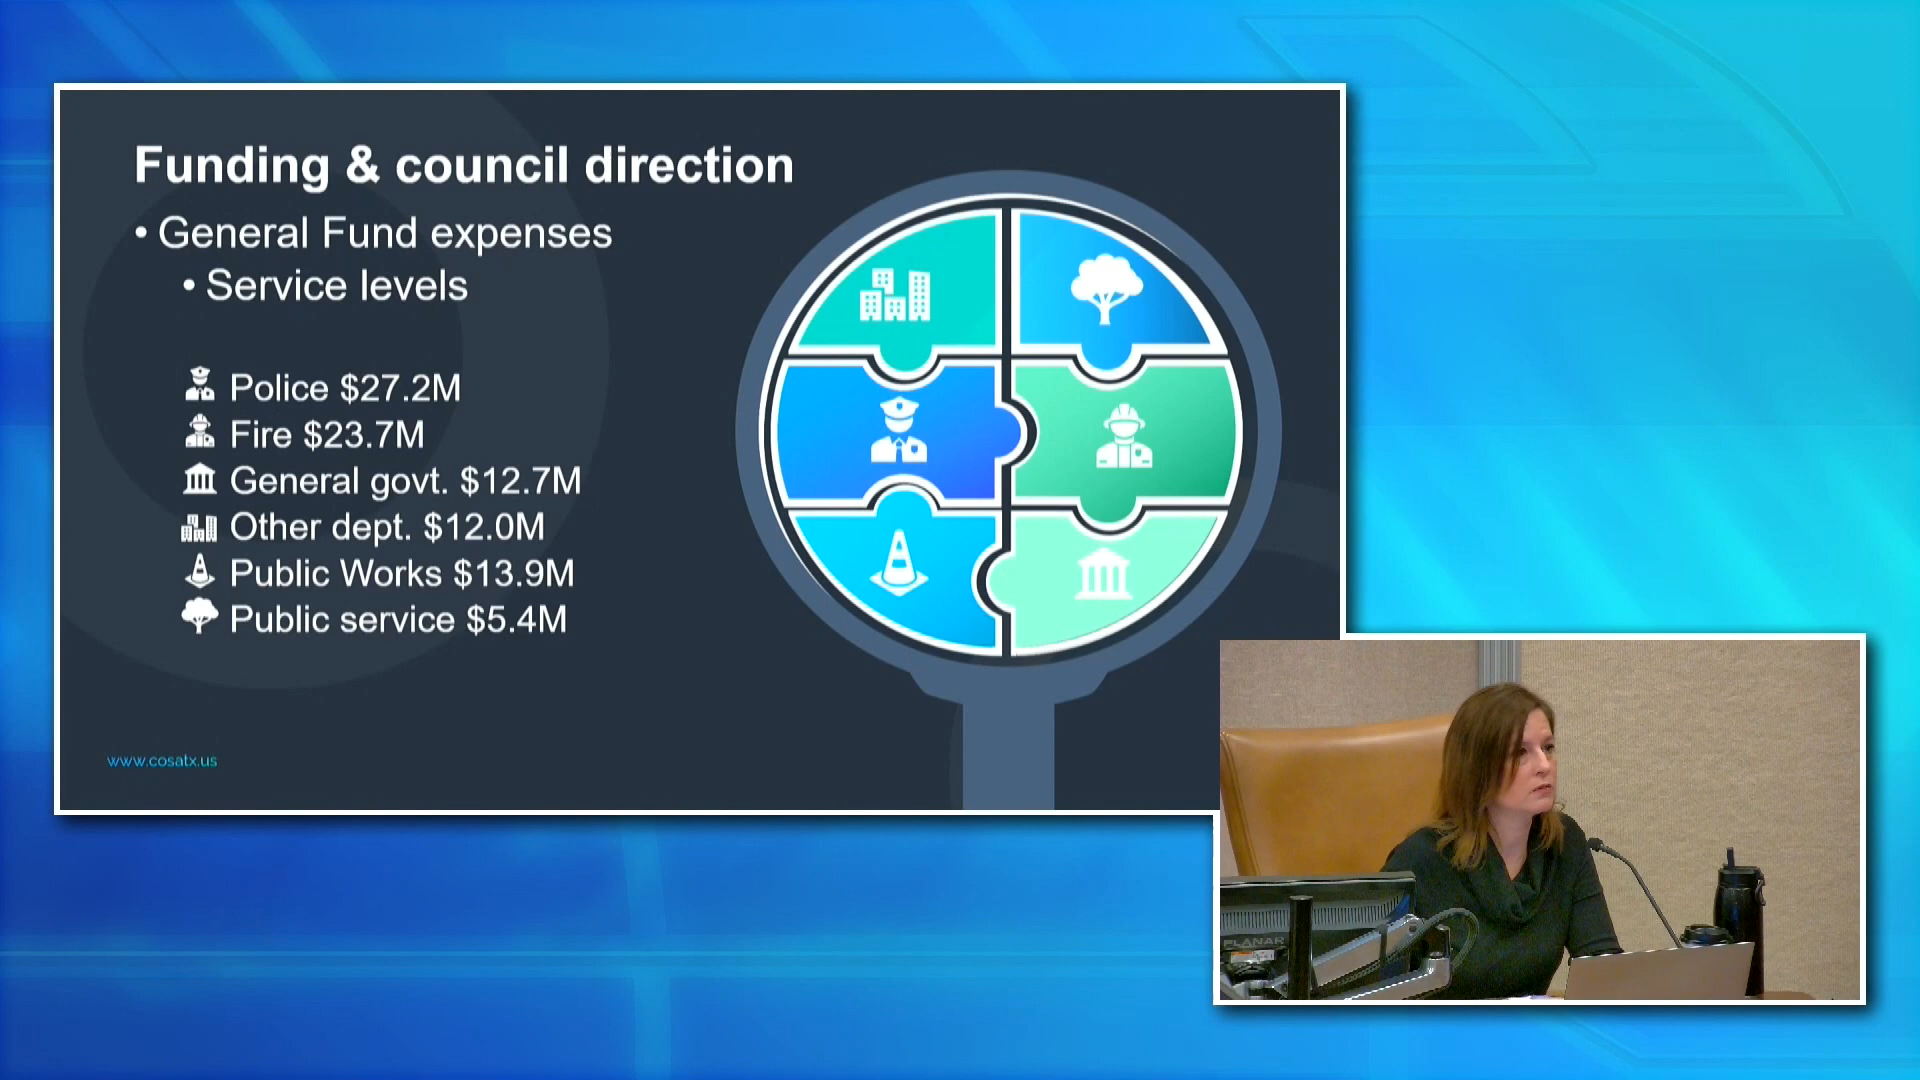 Funding & council direction
• General Fund expenses
• Service levels
Police $27.2M
Fire $23.7M
General govt. $12.7M
Other dept. $12.0M
Public Works $13.9M
Public service $5.4M
www.cosatx.us
PLANAR